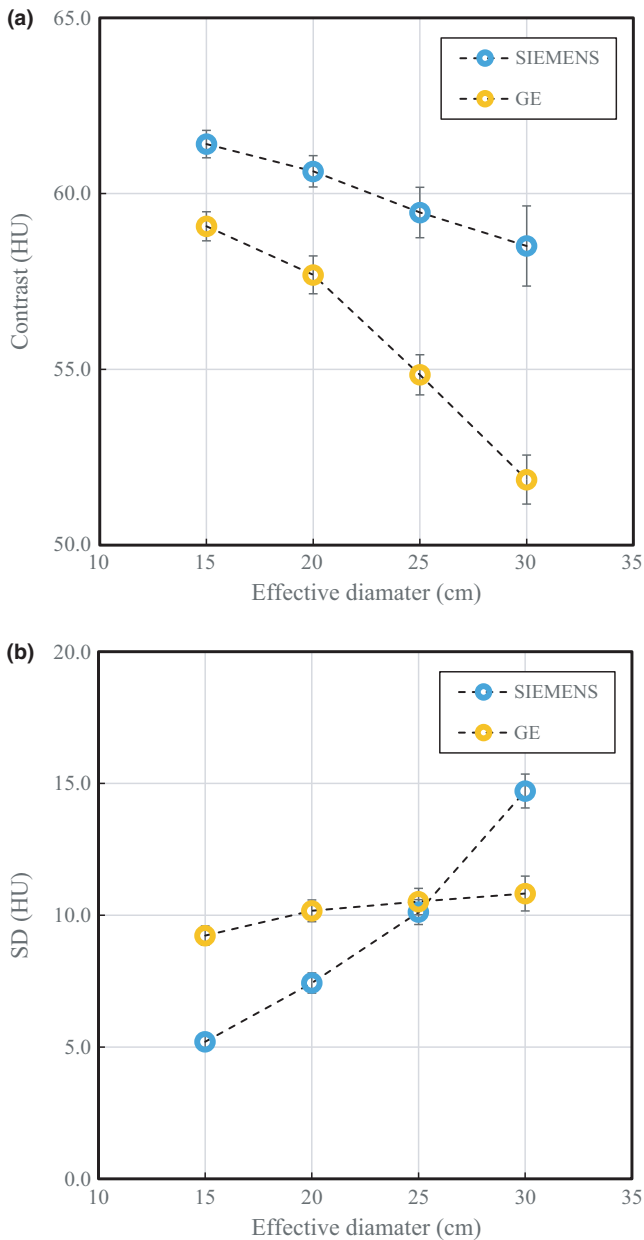 (a)
65.0
60.0
55.0
50.0
Contrast (HU)
SIEMENS
GE
10 15 20 25 30 35
Effective diamater (cm)
(b)
20.0
15.0
10.0
5.0
0.0
SD (HU)
SIEMENS
GE
10 15 20 25 30 35
Effective diamater (cm)